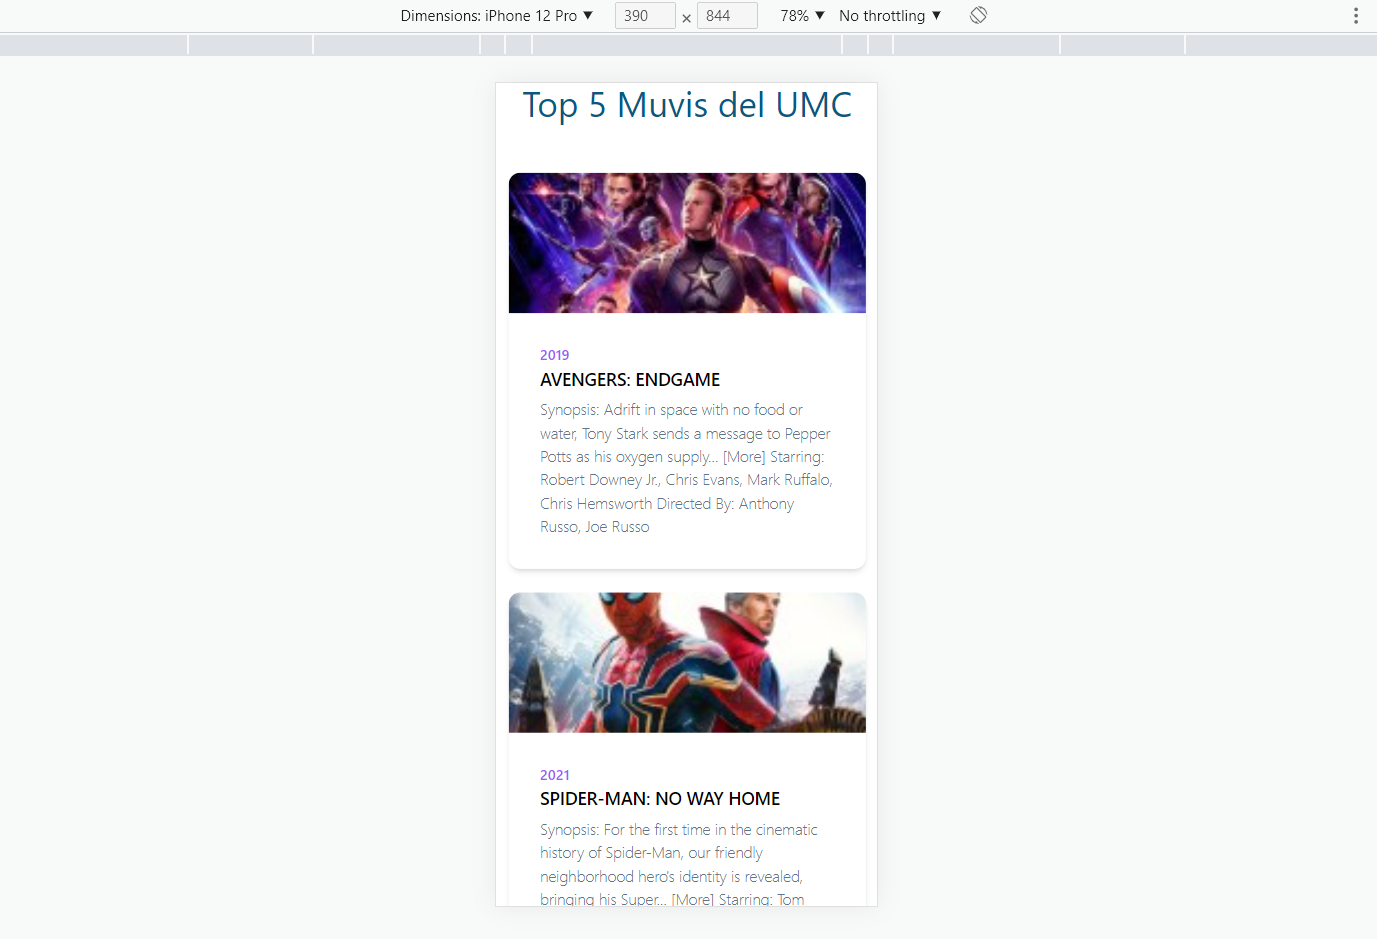 Dimensions: iPhone 12 Pro ▼ 390 × 844 78% ▼ No throttling ▼
Top 5 Muvis del UMC
2019
AVENGERS: ENDGAME
Synopsis: Adrift in space with no food or
water, Tony Stark sends a message to Pepper
Potts as his oxygen supply... [More] Starring:
Robert Downey Jr., Chris Evans, Mark Ruffalo,
Chris Hemsworth Directed By: Anthony
Russo, Joe Russo
2021
SPIDER-MAN: NO WAY HOME
Synopsis: For the first time in the cinematic
history of Spider-Man, our friendly
neighborhood hero's identity is revealed,
bringing his Super... [More] Starring: Tom